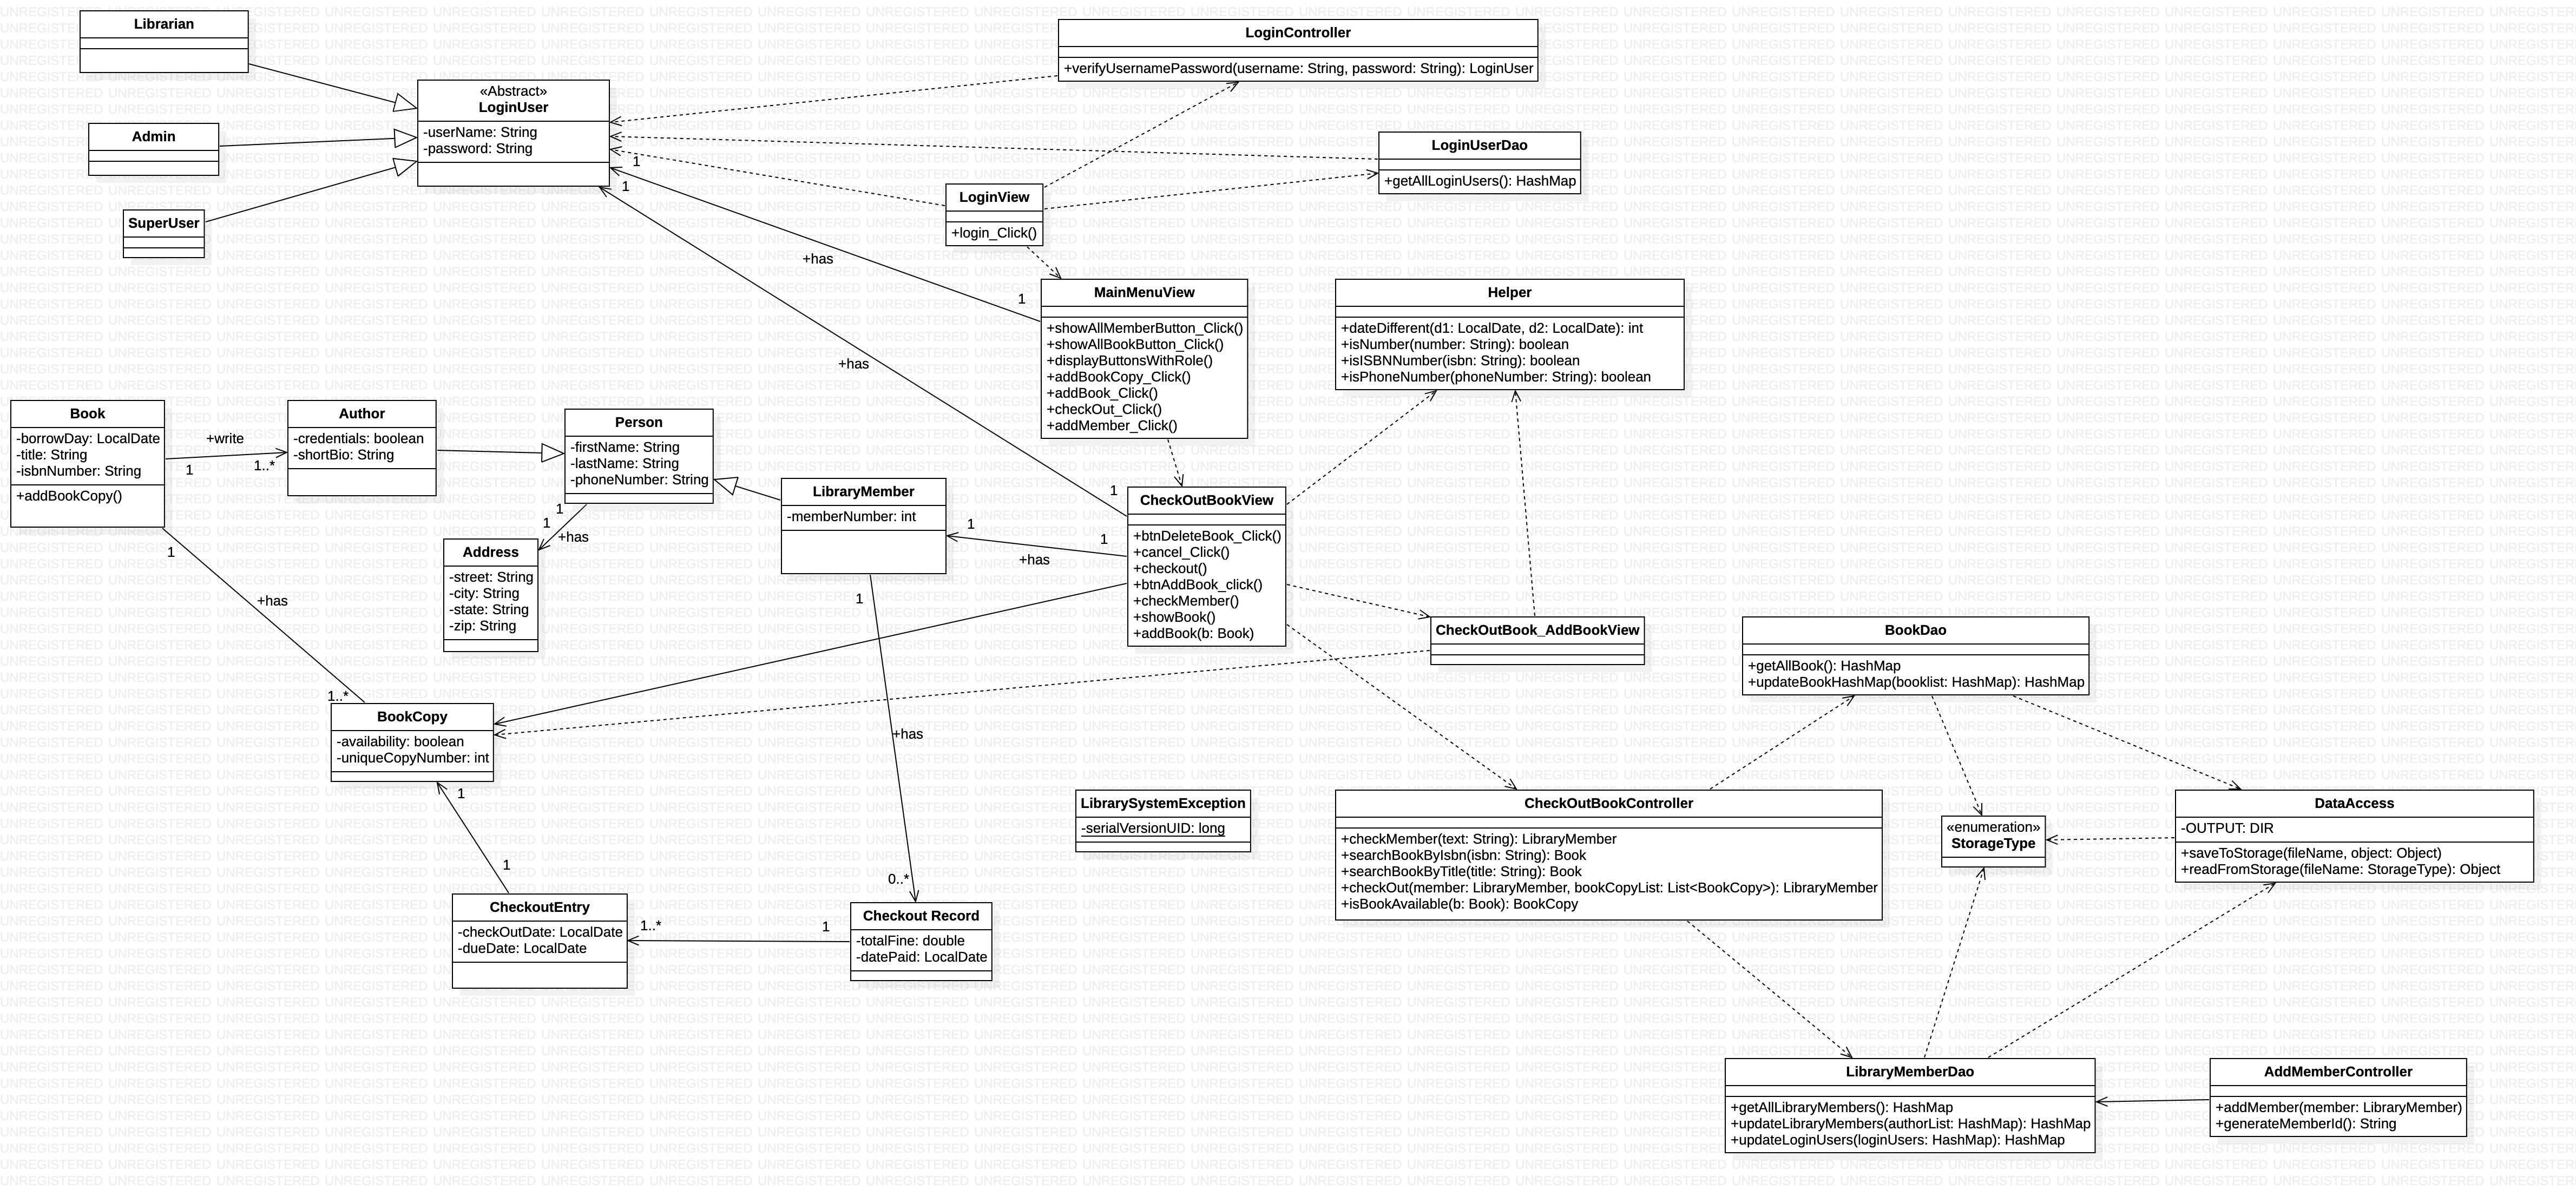 Librarian
LoginController
+verifyUsernamePassword(username: String, password: String): LoginUser
«Abstract»
LoginUser
-userName: String
-password: String
Admin
SuperUser
LoginUserDao
+getAllLoginUsers(): HashMap
LoginView
+login_Click()
1
1
+has
1
MainMenuView
+showAllMemberButton_Click()
+showAllBookButton_Click()
+displayButtonsWithRole()
+addBookCopy_Click()
+addBook_Click()
+checkOut_Click()
+addMember_Click()
Helper
+dateDifferent(d1: LocalDate, d2: LocalDate): int
+isNumber(number: String): boolean
+isISBNNumber(isbn: String): boolean
+isPhoneNumber(phoneNumber: String): boolean
+has
1
Book
-borrowDay: LocalDate
-title: String
-isbnNumber: String
+addBookCopy()
+write
1
1..*
Author
-credentials: boolean
-shortBio: String
Person
-firstName: String
-lastName: String
-phoneNumber: String
1
1
+has
Address
-street: String
-city: String
-state: String
-zip: String
LibraryMember
-memberNumber: int
1
1
+has
CheckOutBookView
+btnDeleteBook_Click()
+cancel_Click()
+checkout()
+btnAddBook_click()
+checkMember()
+showBook()
+addBook(b: Book)
CheckOutBook_AddBookView
BookDao
+getAllBook(): HashMap
+updateBookHashMap(booklist: HashMap): HashMap
1
+has
1..*
BookCopy
-availability: boolean
-uniqueCopyNumber: int
1
+has
0..*
1
1
CheckoutEntry
-checkOutDate: LocalDate
-dueDate: LocalDate
1..*
1
Checkout Record
-totalFine: double
-datePaid: LocalDate
LibrarySystemException
-serialVersionUID: long
CheckOutBookController
+checkMember(text: String): LibraryMember
+searchBookByIsbn(isbn: String): Book
+searchBookByTitle(title: String): Book
+checkOut(member: LibraryMember, bookCopyList: List<BookCopy>): LibraryMember
+isBookAvailable(b: Book): BookCopy
«enumeration»
StorageType
DataAccess
-OUTPUT: DIR
+saveToStorage(fileName, object: Object)
+readFromStorage(fileName: StorageType): Object
LibraryMemberDao
+getAllLibraryMembers(): HashMap
+updateLibraryMembers(authorList: HashMap): HashMap
+updateLoginUsers(loginUsers: HashMap): HashMap
AddMemberController
+addMember(member: LibraryMember)
+generateMemberId(): String
UNREGISTERED